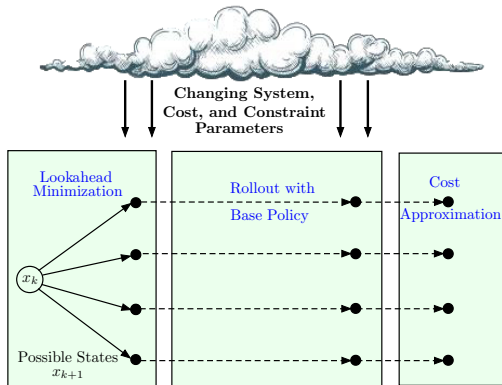 Changing System,
Cost, and Constraint
Parameters
Lookahead
Minimization
Rollout with
Base Policy
Cost
Approximation
x_k
Possible States
x_{k+1}